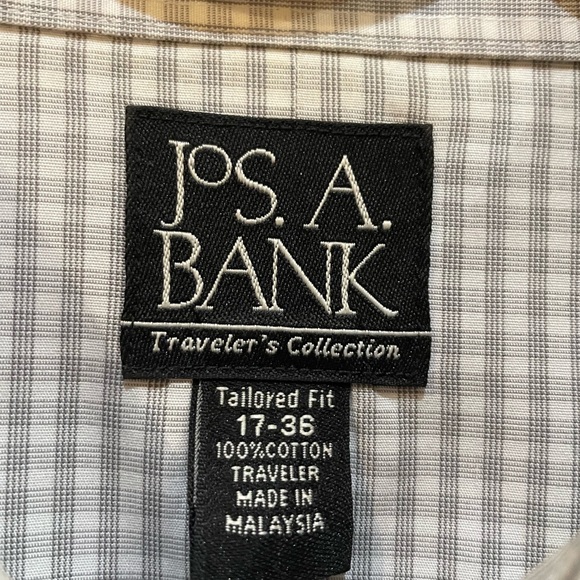 JOS. A.
BANK
Traveler's Collection
Tailored Fit
17-36
100%COTTON
TRAVELER
MADE IN
MALAYSIA